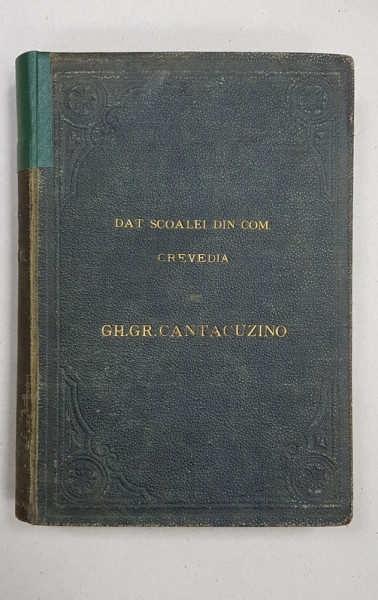 DAT SCOALEI DIN COM.
CREVEDIA
DE
GH.GR.CANTACUZINO